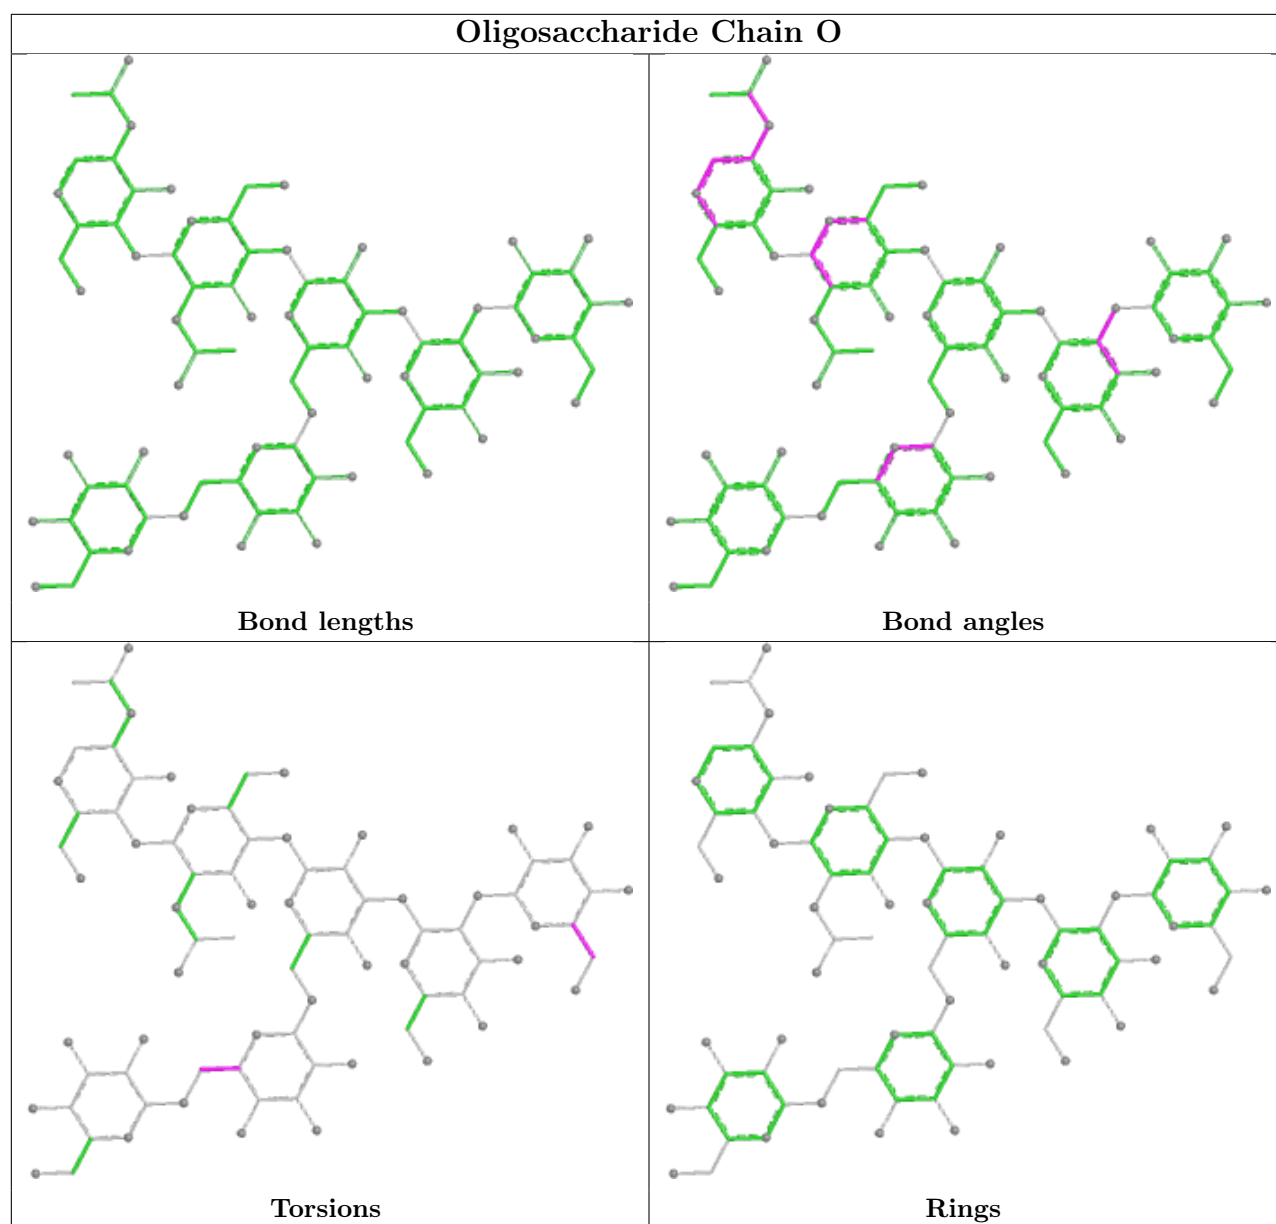 Oligosaccharide Chain O
Bond lengths
Bond angles
Torsions
Rings